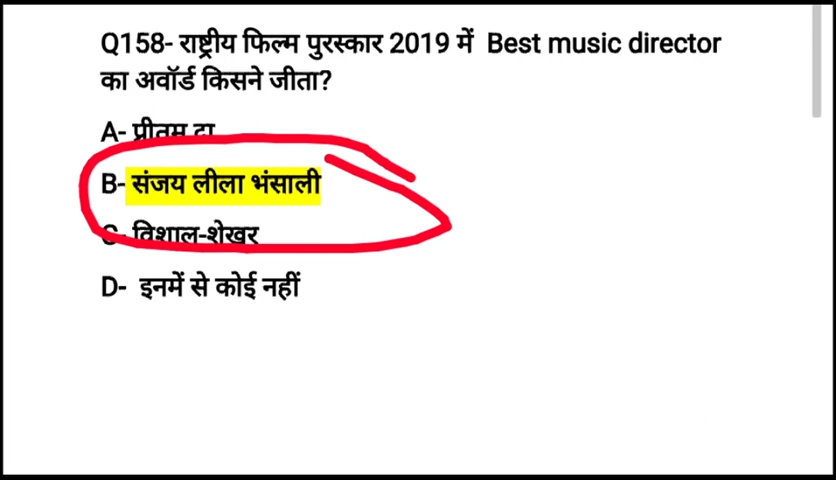 Q158- राष्ट्रीय फिल्म पुरस्कार 2019 में Best music director
का अवॉर्ड किसने जीता?
A- प्रीतम दा
B- संजय लीला भंसाली
C- विशाल-शेखर
D- इनमें से कोई नहीं